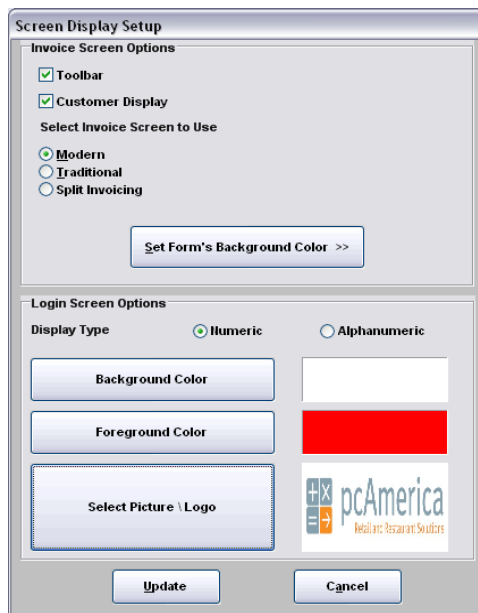 Screen Display Setup
Invoice Screen Options
Toolbar
Customer Display
Select Invoice Screen to Use
Modern
Traditional
Split Invoicing
Set Form's Background Color >>
Login Screen Options
Display Type Numeric Alphanumeric
Background Color
Foreground Color
Select Picture \ Logo
pcAmerica
Retail and Restaurant Solutions
Update Cancel